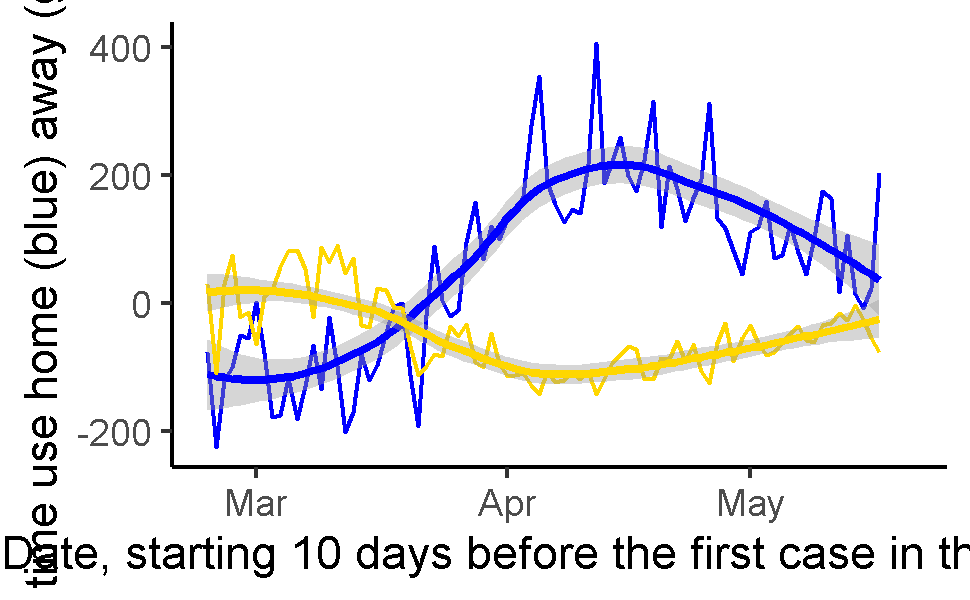 time use home (blue) away (
400
200
0
-200
Mar
Apr
May
Date, starting 10 days before the first case in th